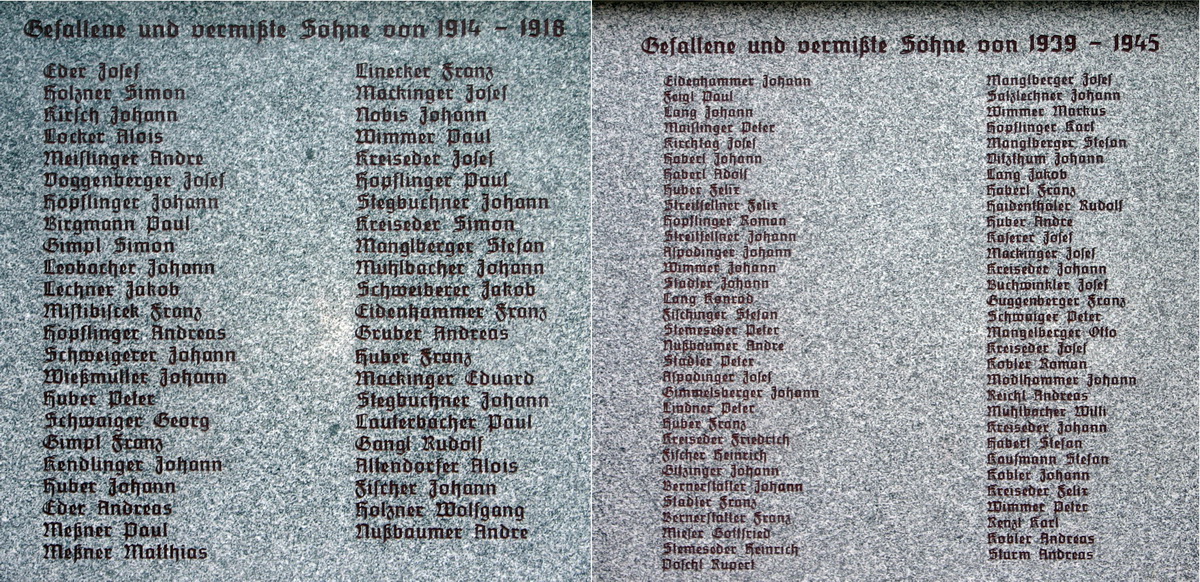 Gefallene und vermißte Söhne von 1914 - 1918
Eder Josef
Holzner Simon
Kirsch Johann
Locker Alois
Meislinger Andre
Voggenberger Josef
Höpflinger Johann
Birgmann Paul
Gimpl Simon
Leobacher Johann
Lechner Jakob
Mistibisrek Franz
Höpflinger Andreas
Schweigerer Johann
Wießmüller Johann
Huber Peter
Schwaiger Georg
Gimpl Franz
Kendlinger Johann
Huber Johann
Eder Andreas
Meßner Paul
Meßner Matthias
Linecker Franz
Mackinger Josef
Nobis Johann
Wimmer Paul
Kreiseder Josef
Höpflinger Paul
Stegbuchner Johann
Kreiseder Simon
Manglberger Stefan
Mühlbacher Johann
Schweiberer Jakob
Eidenhammer Franz
Gruber Andreas
Huber Franz
Mackinger Eduard
Stegbuchner Johann
Lauterbacher Paul
Gangl Rudolf
Altendorfer Alois
Fischer Johann
Holzner Wolfgang
Nußbaumer Andre
Gefallene und vermißte Söhne von 1939 - 1945
Eidenhammer Johann
Feigl Paul
Lang Johann
Maislinger Peter
Kirchtag Josef
Haberl Johann
Haberl Adolf
Huber Felix
Streitfellner Felix
Höpflinger Roman
Streitfellner Johann
Aspodinger Johann
Wimmer Johann
Stadler Johann
Lang Konrad
Fischinger Stefan
Stemeseder Peter
Nußbaumer Andre
Stadler Peter
Aspodinger Josef
Gimmelsberger Johann
Lindner Peter
Huber Franz
Kreiseder Friedrich
Fischer Heinrich
Gitzinger Johann
Bernerstatter Johann
Stadler Franz
Bernerstatter Franz
Mieser Gottfried
Stemeseder Heinrich
Poschl Rupert
Manglberger Josef
Salzlechner Johann
Wimmer Markus
Höpflinger Karl
Manglberger Stefan
Vitzthum Johann
Lang Jakob
Haberl Franz
Haidenthaler Rudolf
Huber Andre
Kaserer Josef
Mackinger Josef
Kreiseder Johann
Buchwinkler Josef
Guggenberger Franz
Schwaiger Peter
Mangelberger Otto
Kreiseder Josef
Kobler Roman
Mödlhammer Johann
Reichl Andreas
Mühlbacher Willi
Kreiseder Johann
Haberl Stefan
Kaufmann Stefan
Kobler Johann
Kreiseder Felix
Wimmer Peter
Renzl Karl
Kobler Andreas
Sturm Andreas